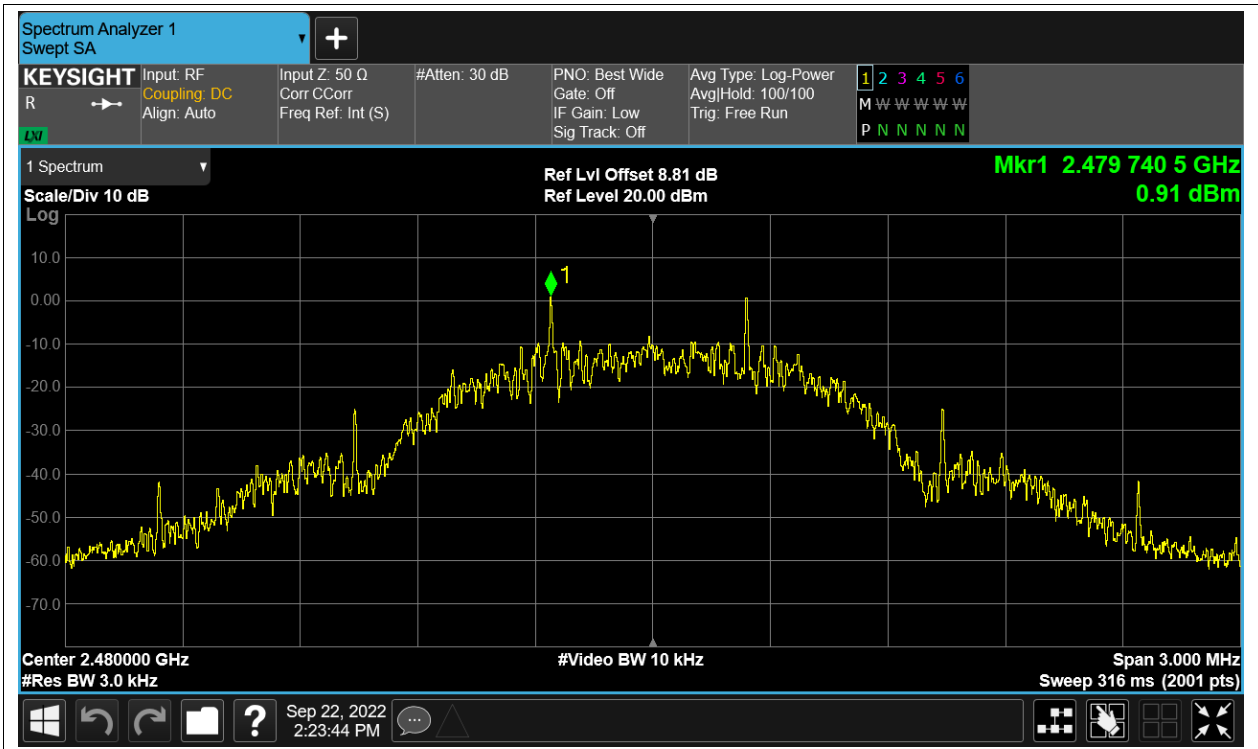 Spectrum Analyzer 1
Swept SA
KEYSIGHT
R
LXI
Input: RF
Coupling: DC
Align: Auto
Input Z: 50 Ω
Corr CCorr
Freq Ref: Int (S)
#Atten: 30 dB
PNO: Best Wide
Gate: Off
IF Gain: Low
Sig Track: Off
Avg Type: Log-Power
Avg|Hold: 100/100
Trig: Free Run
1 2 3 4 5 6
M W W W W W W
P N N N N N N
1 Spectrum
Scale/Div 10 dB
Log
Ref Lvl Offset 8.81 dB
Ref Level 20.00 dBm
Mkr1 2.479 740 5 GHz
0.91 dBm
1
10.0
0.00
-10.0
-20.0
-30.0
-40.0
-50.0
-60.0
-70.0
Center 2.480000 GHz
#Res BW 3.0 kHz
#Video BW 10 kHz
Span 3.000 MHz
Sweep 316 ms (2001 pts)
?
Sep 22, 2022
2:23:44 PM